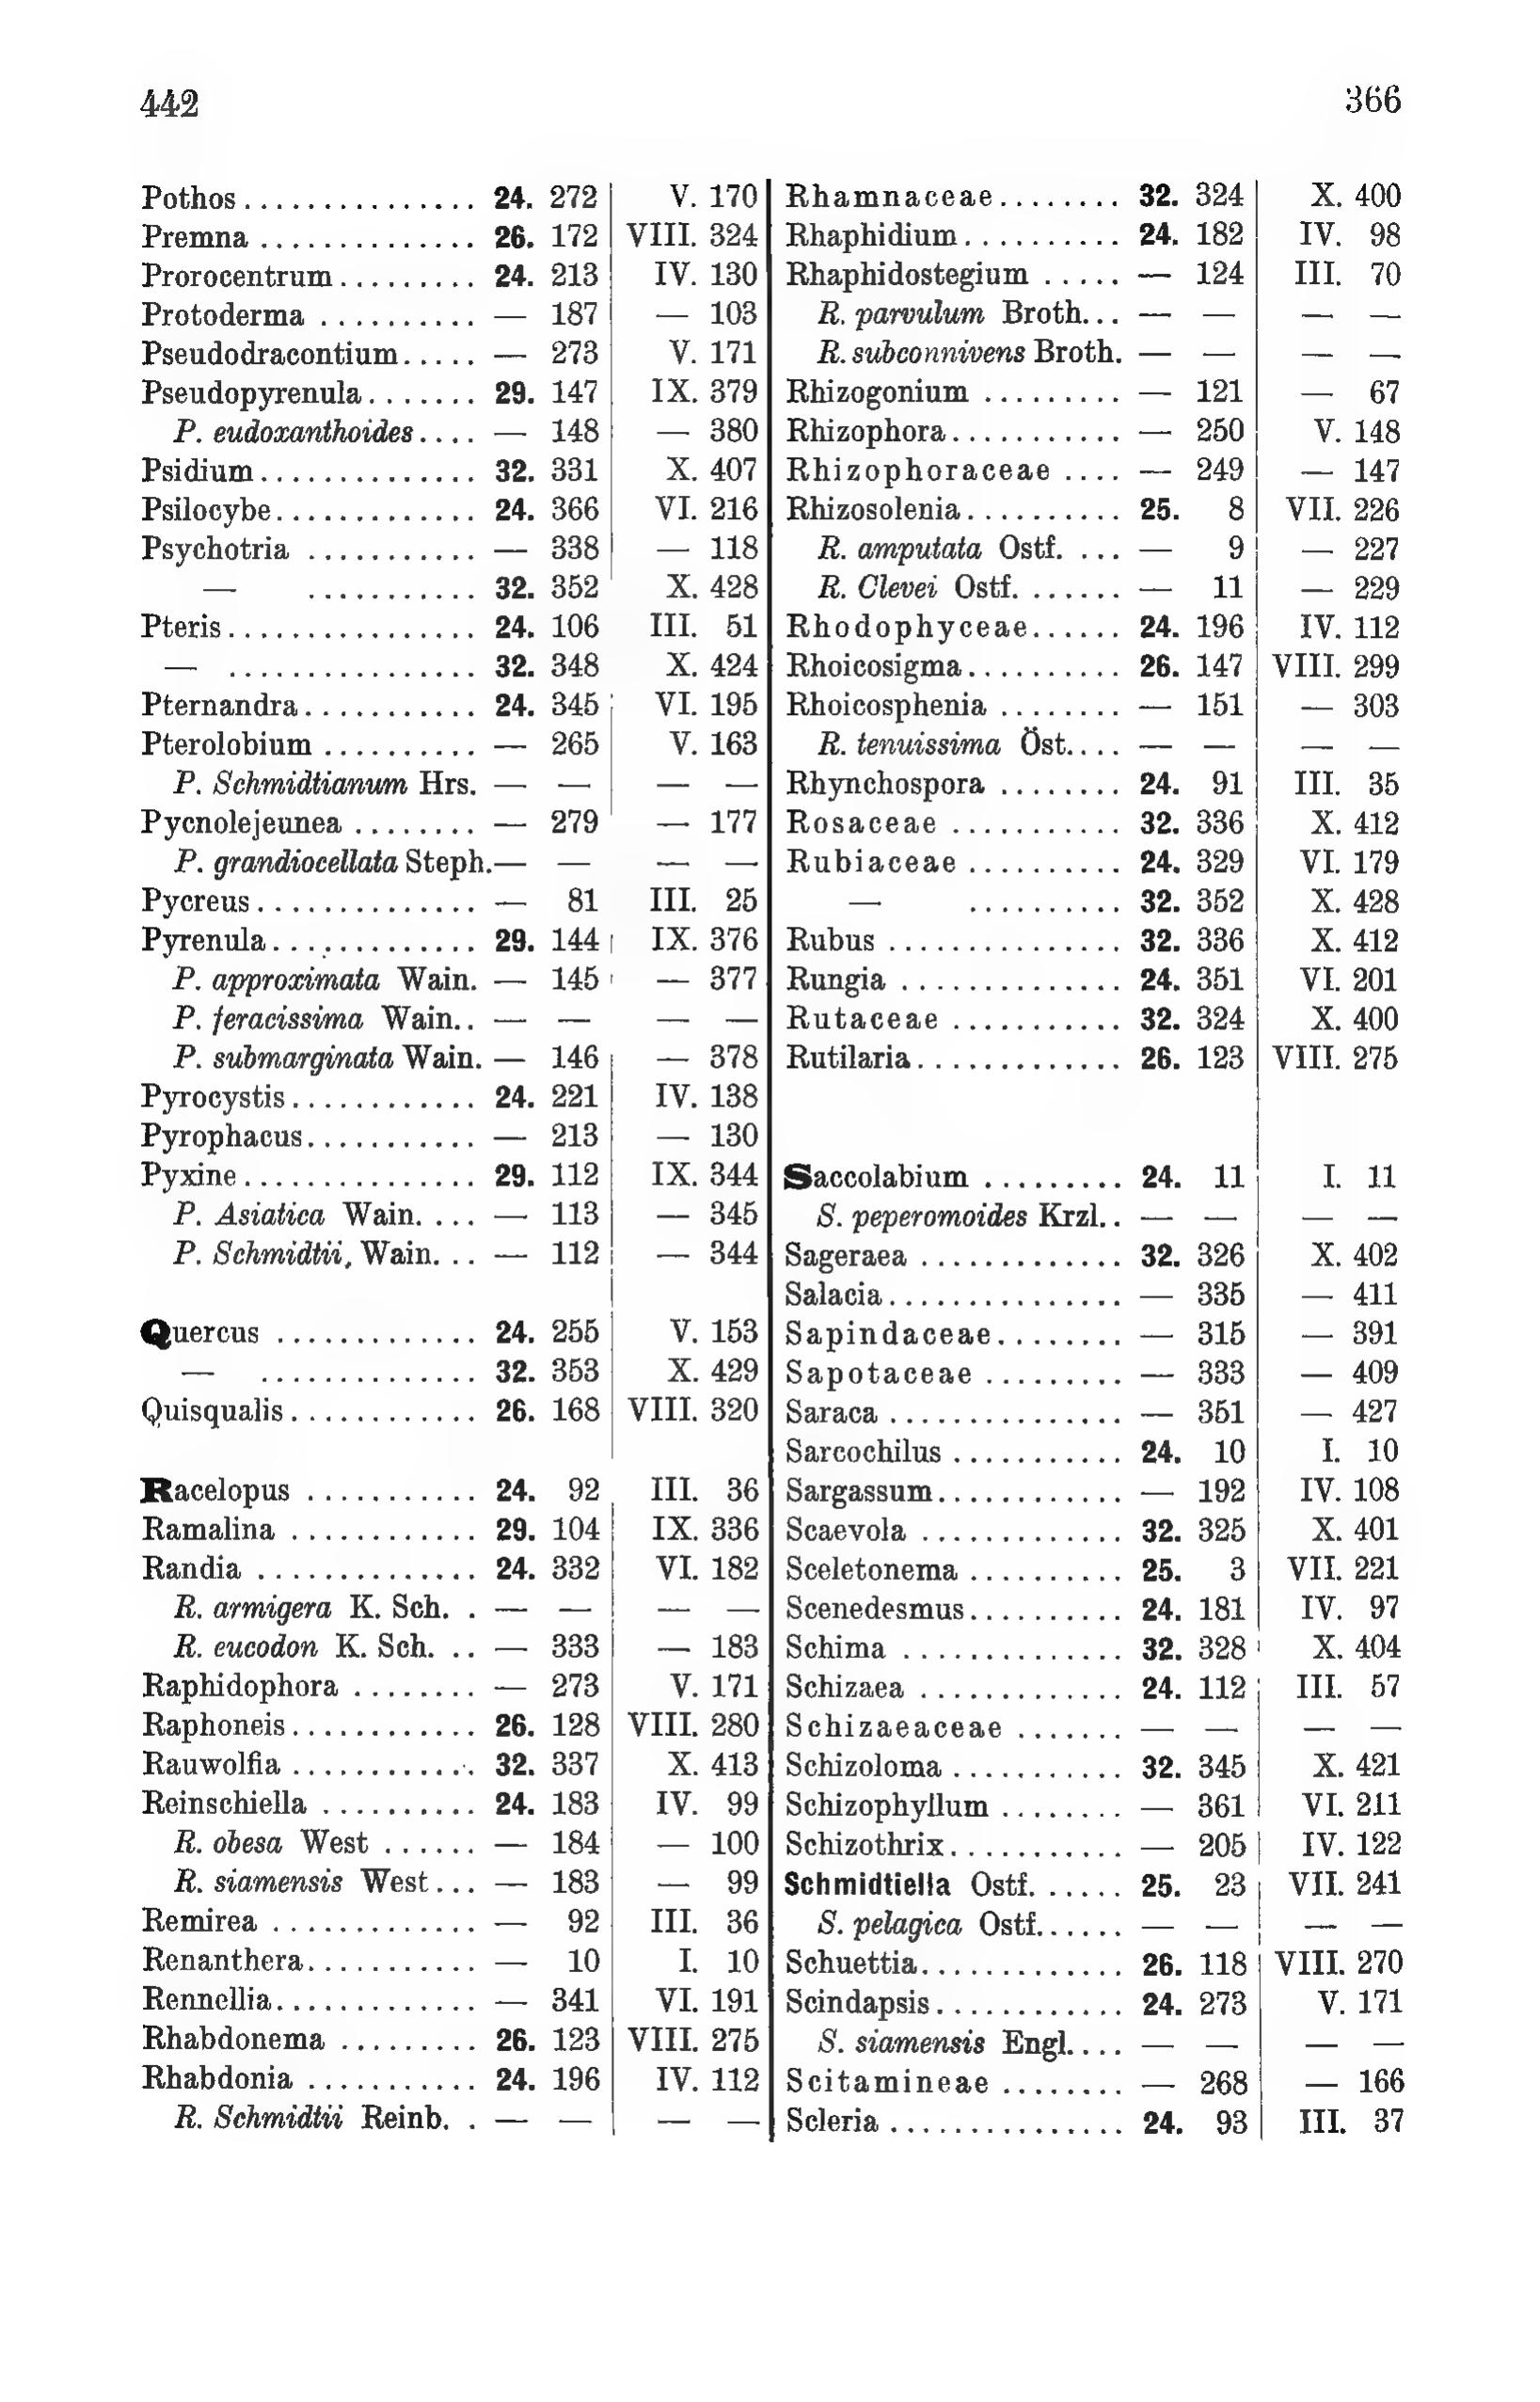 442
366
Pothos ............... 24. 272 V. 170
Premna .............. 26. 172 VIII. 324
Prorocentrum ......... 24. 213 IV. 130
Protoderma .......... — 187 — 103
Pseudodracontium ..... — 273 V. 171
Pseudopyrenula ....... 29. 147 IX. 379
P. eudoxanthoides .... — 148 — 380
Psidium .............. 32. 331 X. 407
Psilocybe ............. 24. 366 VI. 216
Psychotria ........... — 338 — 118
— ........... 32. 352 X. 428
Pteris ................ 24. 106 III. 51
— ................ 32. 348 X. 424
Pternandra ........... 24. 345 VI. 195
Pterolobium .......... — 265 V. 163
P. Schmidtianum Hrs. — — — —
Pycnolejeunea ........ — 279 — 177
P. grandiocellata Steph. — — — —
Pycreus .............. — 81 III. 25
Pyrenula ............. 29. 144 IX. 376
P. approximata Wain. — 145 — 377
P. feracissima Wain. . — — — —
P. submarginata Wain. — 146 — 378
Pyrocystis ............ 24. 221 IV. 138
Pyrophacus ........... — 213 — 130
Pyxine ............... 29. 112 IX. 344
P. Asiatica Wain. ... — 113 — 345
P. Schmidtii, Wain. .. — 112 — 344
Quercus ............. 24. 255 V. 153
— .............. 32. 353 X. 429
Quisqualis ............ 26. 168 VIII. 320
Racelopus ........... 24. 92 III. 36
Ramalina ............ 29. 104 IX. 336
Randia .............. 24. 332 VI. 182
R. armigera K. Sch. . — — — —
R. eucodon K. Sch. .. — 333 — 183
Raphidophora ........ — 273 V. 171
Raphoneis ............ 26. 128 VIII. 280
Rauwolfia ............ 32. 337 X. 413
Reinschiella .......... 24. 183 IV. 99
R. obesa West ...... — 184 — 100
R. siamensis West ... — 183 — 99
Remirea ............. — 92 III. 36
Renanthera ........... — 10 I. 10
Rennellia ............. — 341 VI. 191
Rhabdonema ......... 26. 123 VIII. 275
Rhabdonia ........... 24. 196 IV. 112
R. Schmidtii Reinb. . — — — —
Rhamnaceae ........ 32. 324 X. 400
Rhaphidium .......... 24. 182 IV. 98
Rhaphidostegium ..... — 124 III. 70
R. parvulum Broth. .. — — — —
R. subconnivens Broth. — — — —
Rhizogonium ......... — 121 — 67
Rhizophora ........... — 250 V. 148
Rhizophoraceae .... — 249 — 147
Rhizosolenia .......... 25. 8 VII. 226
R. amputata Ostf. ... — 9 — 227
R. Clevei Ostf. ...... — 11 — 229
Rhodophyceae ...... 24. 196 IV. 112
Rhoicosigma .......... 26. 147 VIII. 299
Rhoicosphenia ........ — 151 — 303
R. tenuissima Öst. ... — — — —
Rhynchospora ........ 24. 91 III. 35
Rosaceae ........... 32. 336 X. 412
Rubiaceae .......... 24. 329 VI. 179
— .......... 32. 352 X. 428
Rubus ............... 32. 336 X. 412
Rungia .............. 24. 351 VI. 201
Rutaceae ........... 32. 324 X. 400
Rutilaria ............. 26. 123 VIII. 275
Saccolabium ......... 24. 11 I. 11
S. peperomoides Krzl. . — — — —
Sageraea ............. 32. 326 X. 402
Salacia ............... — 335 — 411
Sapindaceae ........ — 315 — 391
Sapotaceae ......... — 333 — 409
Saraca ............... — 351 — 427
Sarcochilus ........... 24. 10 I. 10
Sargassum ............ — 192 IV. 108
Scaevola ............. 32. 325 X. 401
Sceletonema .......... 25. 3 VII. 221
Scenedesmus .......... 24. 181 IV. 97
Schima .............. 32. 328 X. 404
Schizaea ............. 24. 112 III. 57
Schizaeaceae ....... — — — —
Schizoloma ........... 32. 345 X. 421
Schizophyllum ........ — 361 VI. 211
Schizothrix ........... — 205 IV. 122
Schmidtiella Ostf. ..... 25. 23 VII. 241
S. pelagica Ostf. ..... — — — —
Schuettia ............. 26. 118 VIII. 270
Scindapsis ............ 24. 273 V. 171
S. siamensis Engl. ... — — — —
Scitamineae ........ — 268 — 166
Scleria ............... 24. 93 III. 37